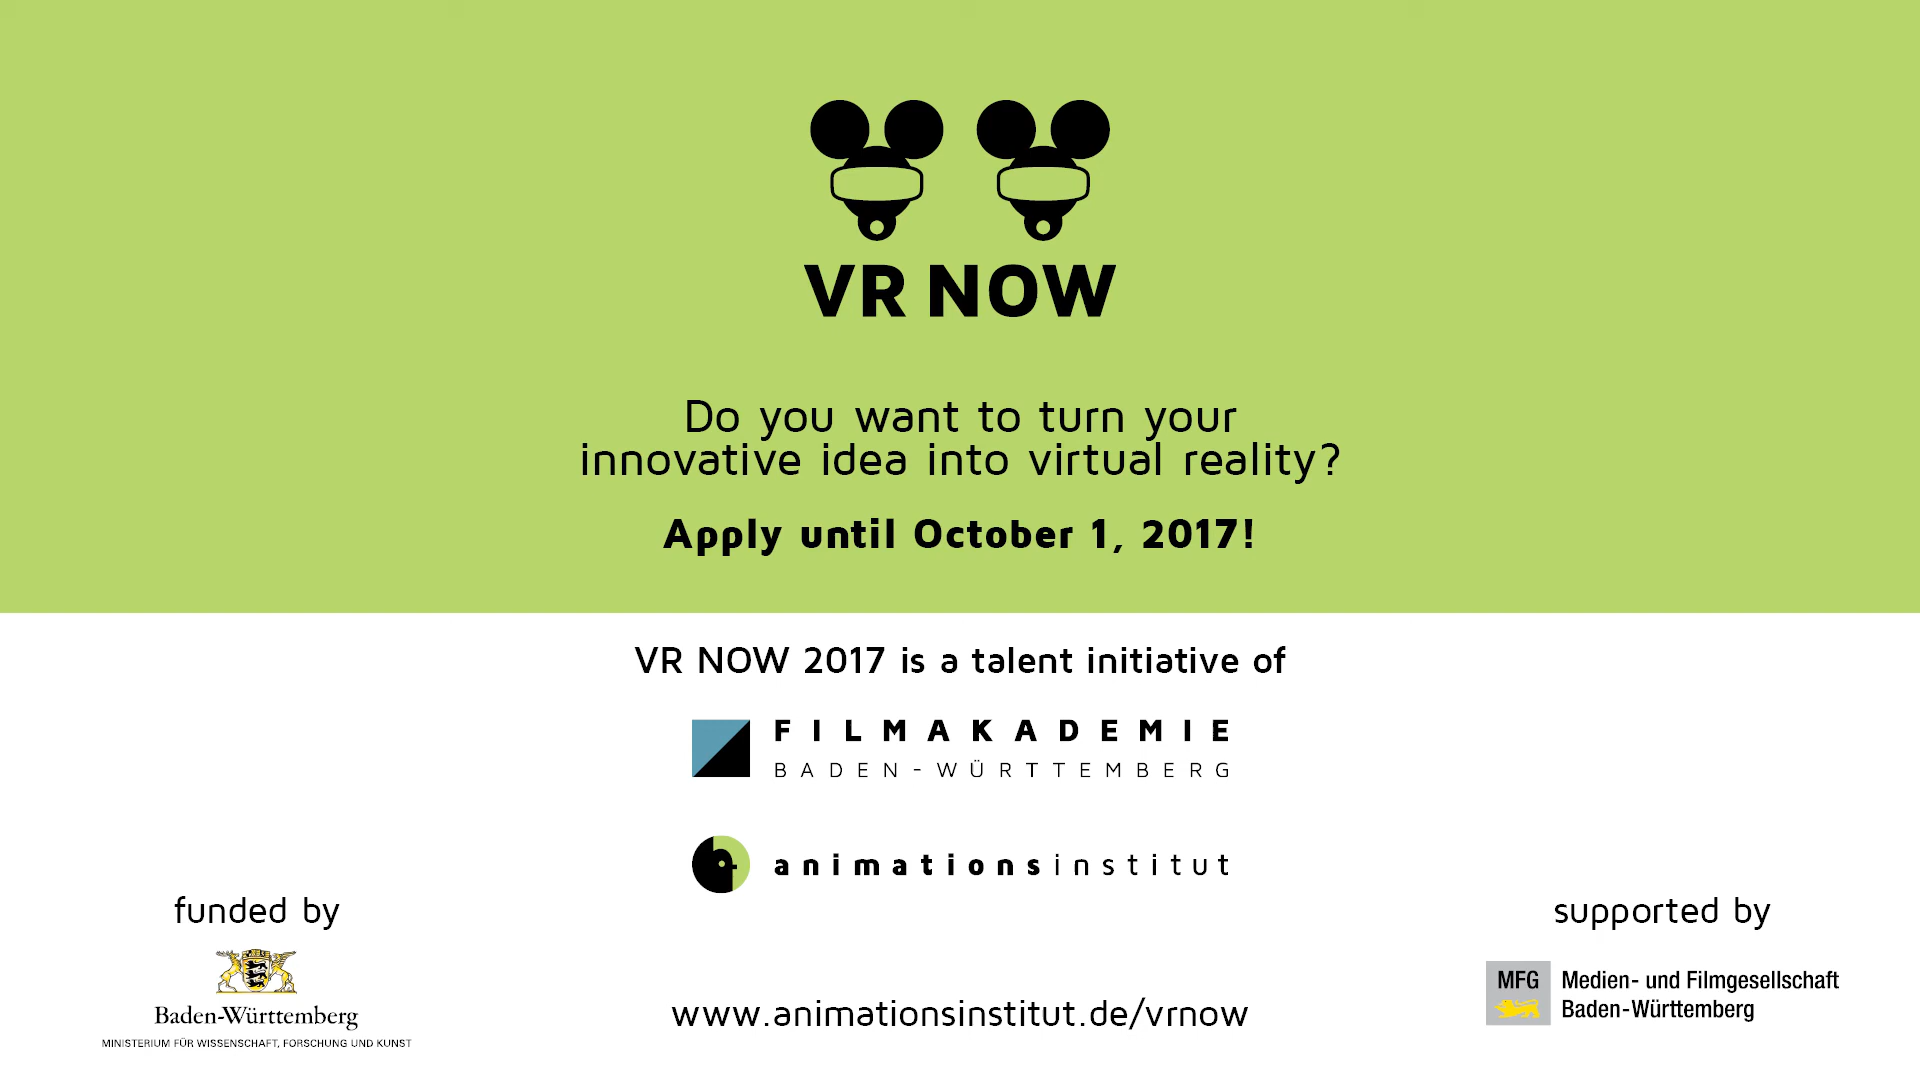 VR NOW
Do you want to turn your
innovative idea into virtual reality?
Apply until October 1, 2017!
VR NOW 2017 is a talent initiative of
FILMAKADEMIE
BADEN-WÜRTTEMBERG
animationsinstitut
funded by
Baden-Württemberg
MINISTERIUM FÜR WISSENSCHAFT, FORSCHUNG UND KUNST
www.animationsinstitut.de/vrnow
supported by
MFG Medien- und Filmgesellschaft
Baden-Württemberg